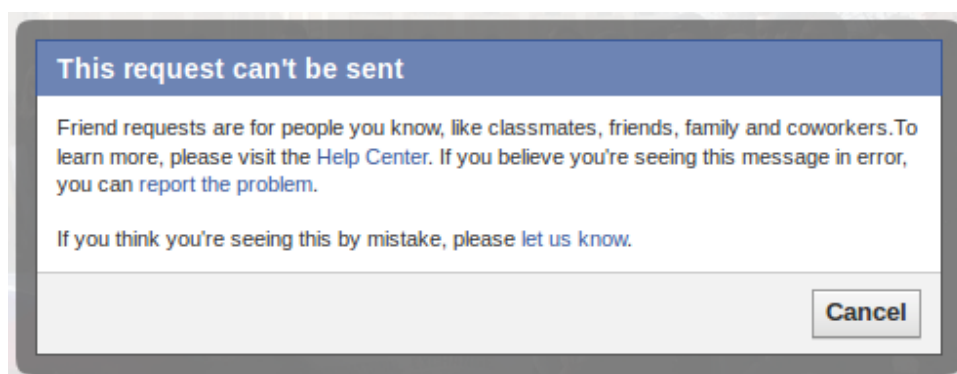 This request can't be sent
Friend requests are for people you know, like classmates, friends, family and coworkers.To
learn more, please visit the Help Center. If you believe you're seeing this message in error,
you can report the problem.
If you think you're seeing this by mistake, please let us know.
Cancel